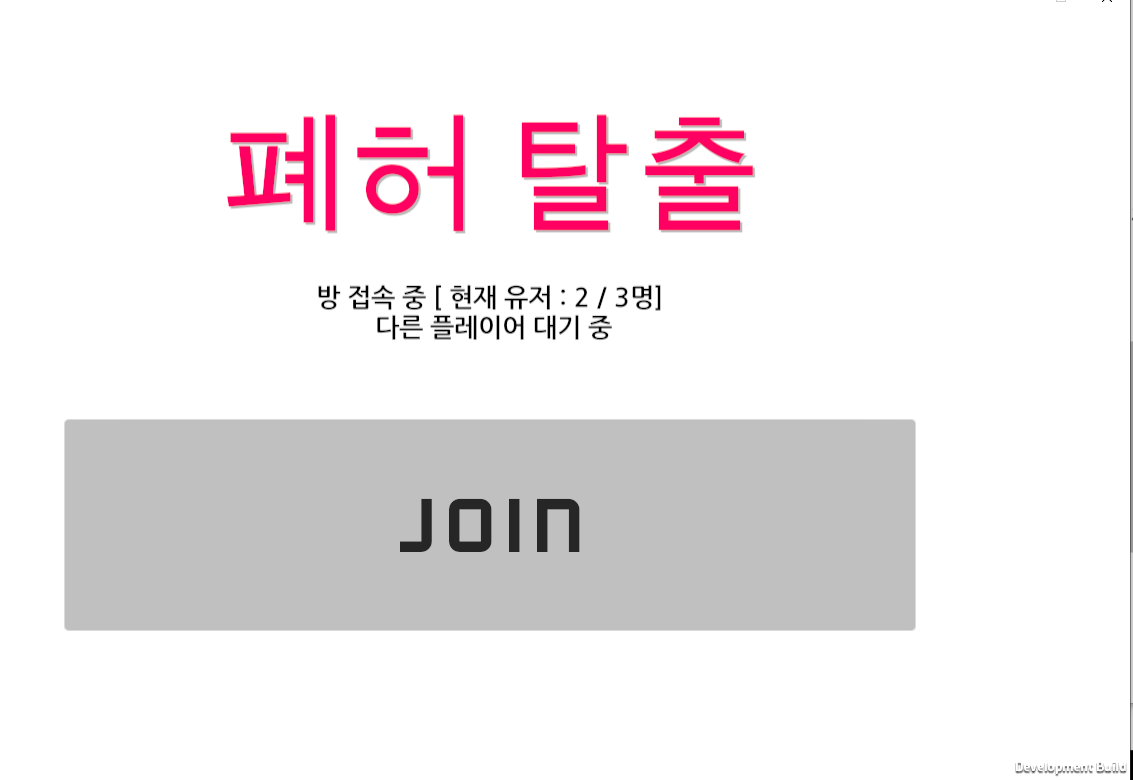 폐허 탈출
방 접속 중 [ 현재 유저 : 2 / 3명]
다른 플레이어 대기 중
JOIN
Development Build